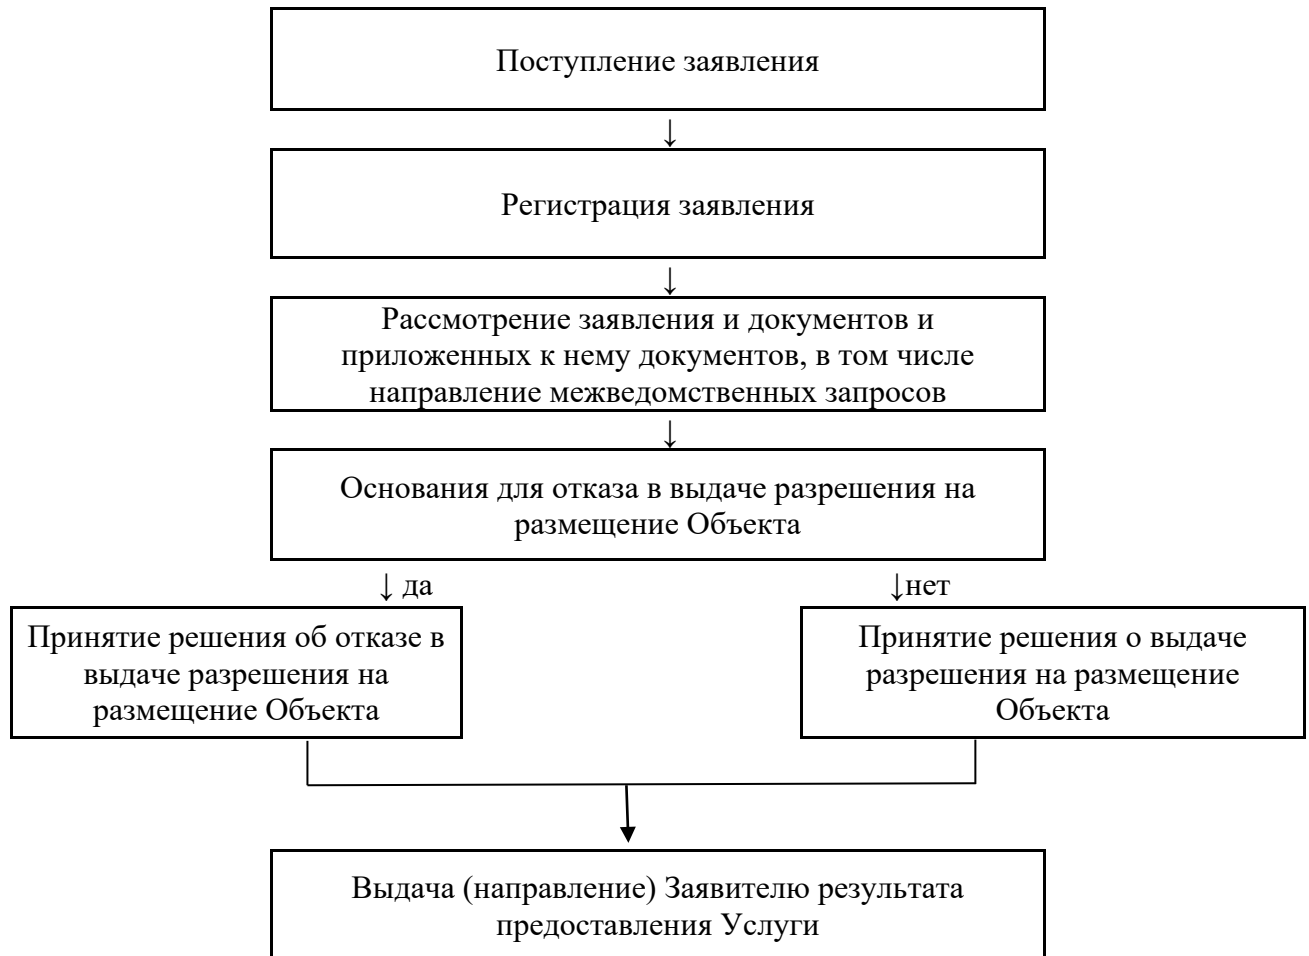 Поступление заявления
↓
Регистрация заявления
↓
Рассмотрение заявления и документов и
приложенных к нему документов, в том числе
направление межведомственных запросов
↓
Основания для отказа в выдаче разрешения на
размещение Объекта
↓ да
↓нет
Принятие решения об отказе в
выдаче разрешения на
размещение Объекта
Принятие решения о выдаче
разрешения на размещение
Объекта
Выдача (направление) Заявителю результата
предоставления Услуги